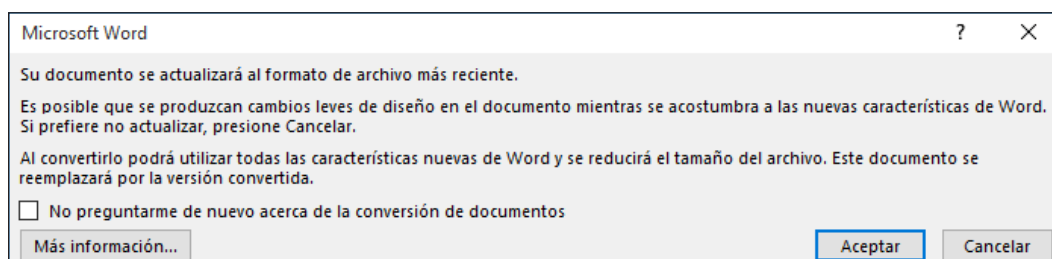 Microsoft Word
?
Su documento se actualizará al formato de archivo más reciente.
Es posible que se produzcan cambios leves de diseño en el documento mientras se acostumbra a las nuevas características de Word.
Si prefiere no actualizar, presione Cancelar.
Al convertirlo podrá utilizar todas las características nuevas de Word y se reducirá el tamaño del archivo. Este documento se
reemplazará por la versión convertida.
No preguntarme de nuevo acerca de la conversión de documentos
Más información... Aceptar Cancelar